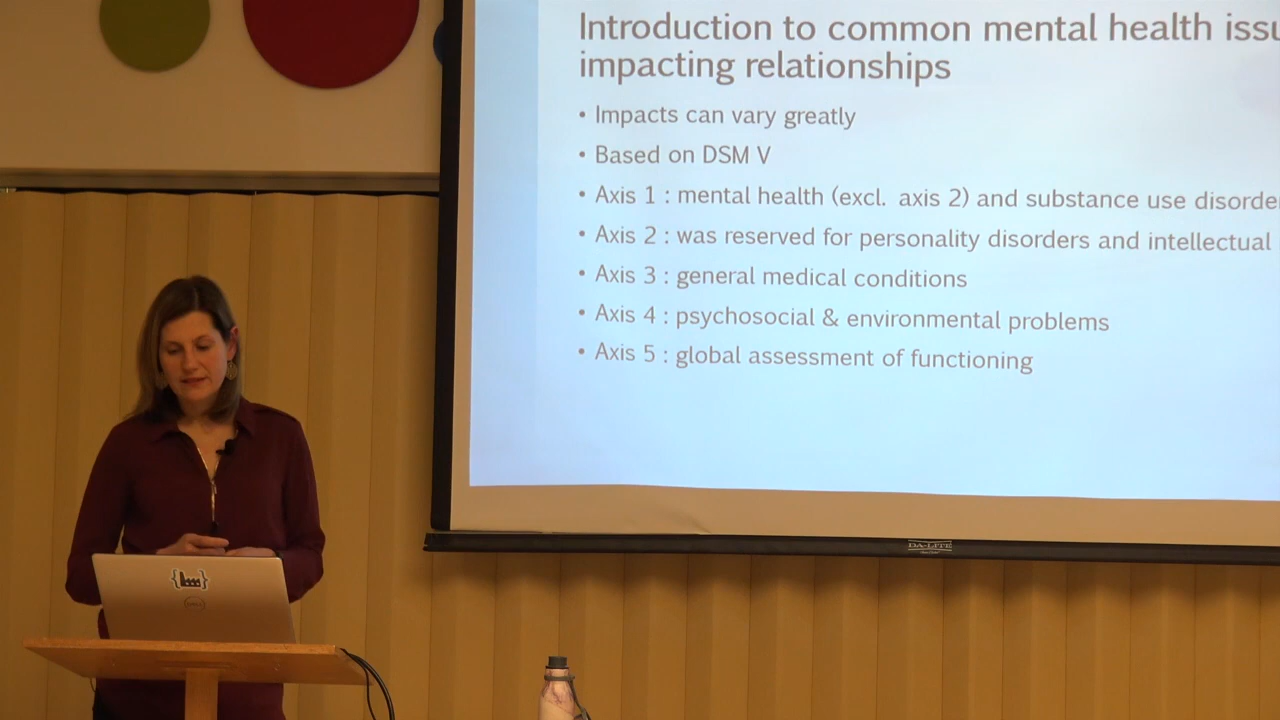 Introduction to common mental health issu
impacting relationships
• Impacts can vary greatly
• Based on DSM V
• Axis 1 : mental health (excl. axis 2) and substance use disorde
• Axis 2 : was reserved for personality disorders and intellectual
• Axis 3 : general medical conditions
• Axis 4 : psychosocial & environmental problems
• Axis 5 : global assessment of functioning
DA-LITE
DELL